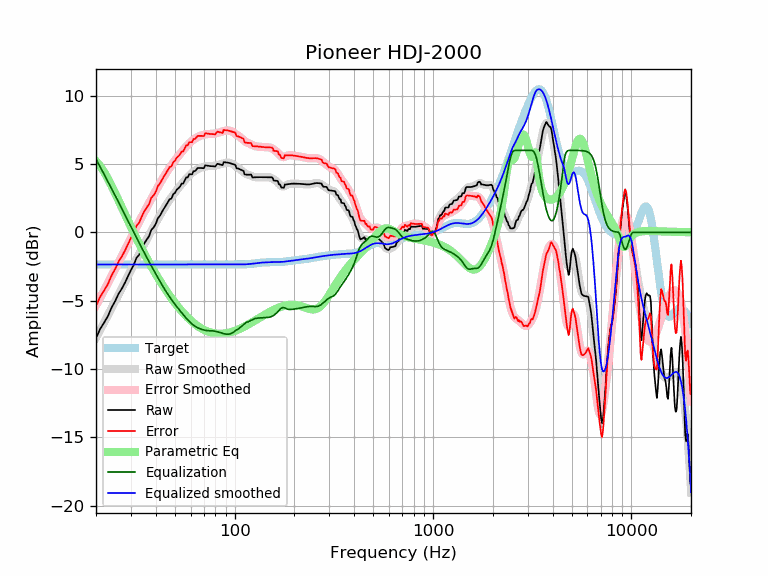 Pioneer HDJ-2000
Amplitude (dBr)
10
5
0
−5
−10
−15
−20
Target
Raw Smoothed
Error Smoothed
Raw
Error
Parametric Eq
Equalization
Equalized smoothed
100
1000
10000
Frequency (Hz)